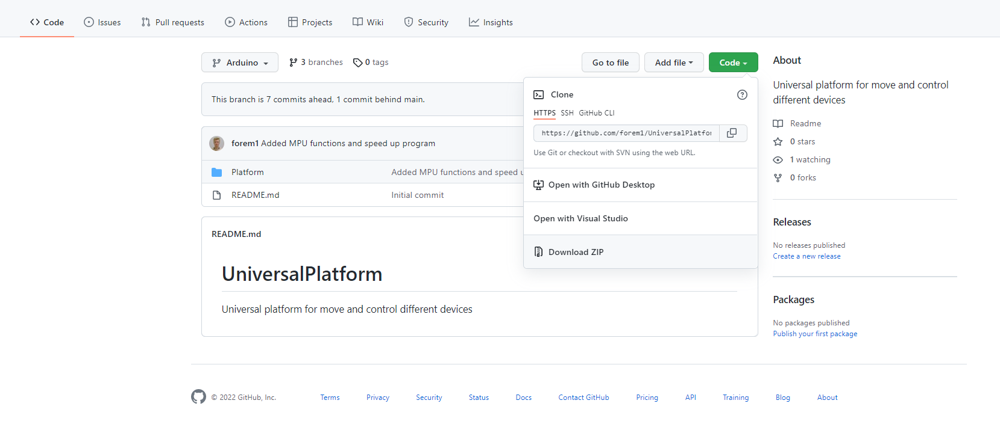 Code Issues Pull requests Actions Projects Wiki Security Insights
Arduino 3 branches 0 tags Go to file Add file Code
This branch is 7 commits ahead, 1 commit behind main.
forem1 Added MPU functions and speed up program
Platform Added MPU functions and speed
README.md Initial commit
Clone
HTTPS SSH GitHub CLI
https://github.com/forem1/UniversalPlatfor
Use Git or checkout with SVN using the web URL.
Open with GitHub Desktop
Open with Visual Studio
Download ZIP
README.md
UniversalPlatform
Universal platform for move and control different devices
About
Universal platform for move and control
different devices
Readme
0 stars
1 watching
0 forks
Releases
No releases published
Create a new release
Packages
No packages published
Publish your first package
© 2022 GitHub, Inc. Terms Privacy Security Status Docs Contact GitHub Pricing API Training Blog About